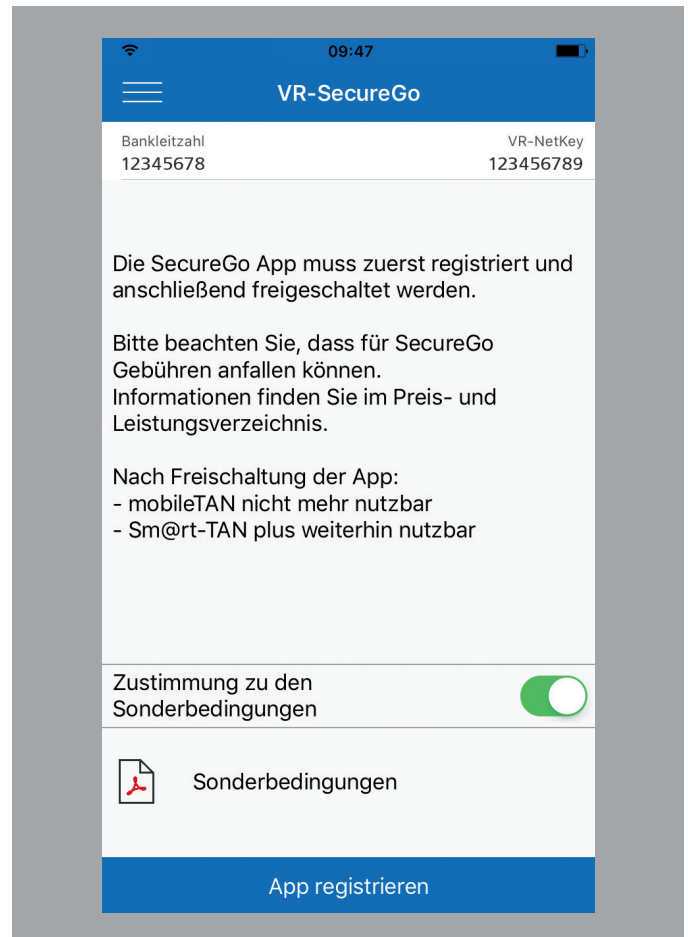 09:47
VR-SecureGo
Bankleitzahl VR-NetKey
12345678 123456789
Die SecureGo App muss zuerst registriert und
anschließend freigeschaltet werden.
Bitte beachten Sie, dass für SecureGo
Gebühren anfallen können.
Informationen finden Sie im Preis- und
Leistungsverzeichnis.
Nach Freischaltung der App:
- mobileTAN nicht mehr nutzbar
- Sm@rt-TAN plus weiterhin nutzbar
Zustimmung zu den
Sonderbedingungen
Sonderbedingungen
App registrieren